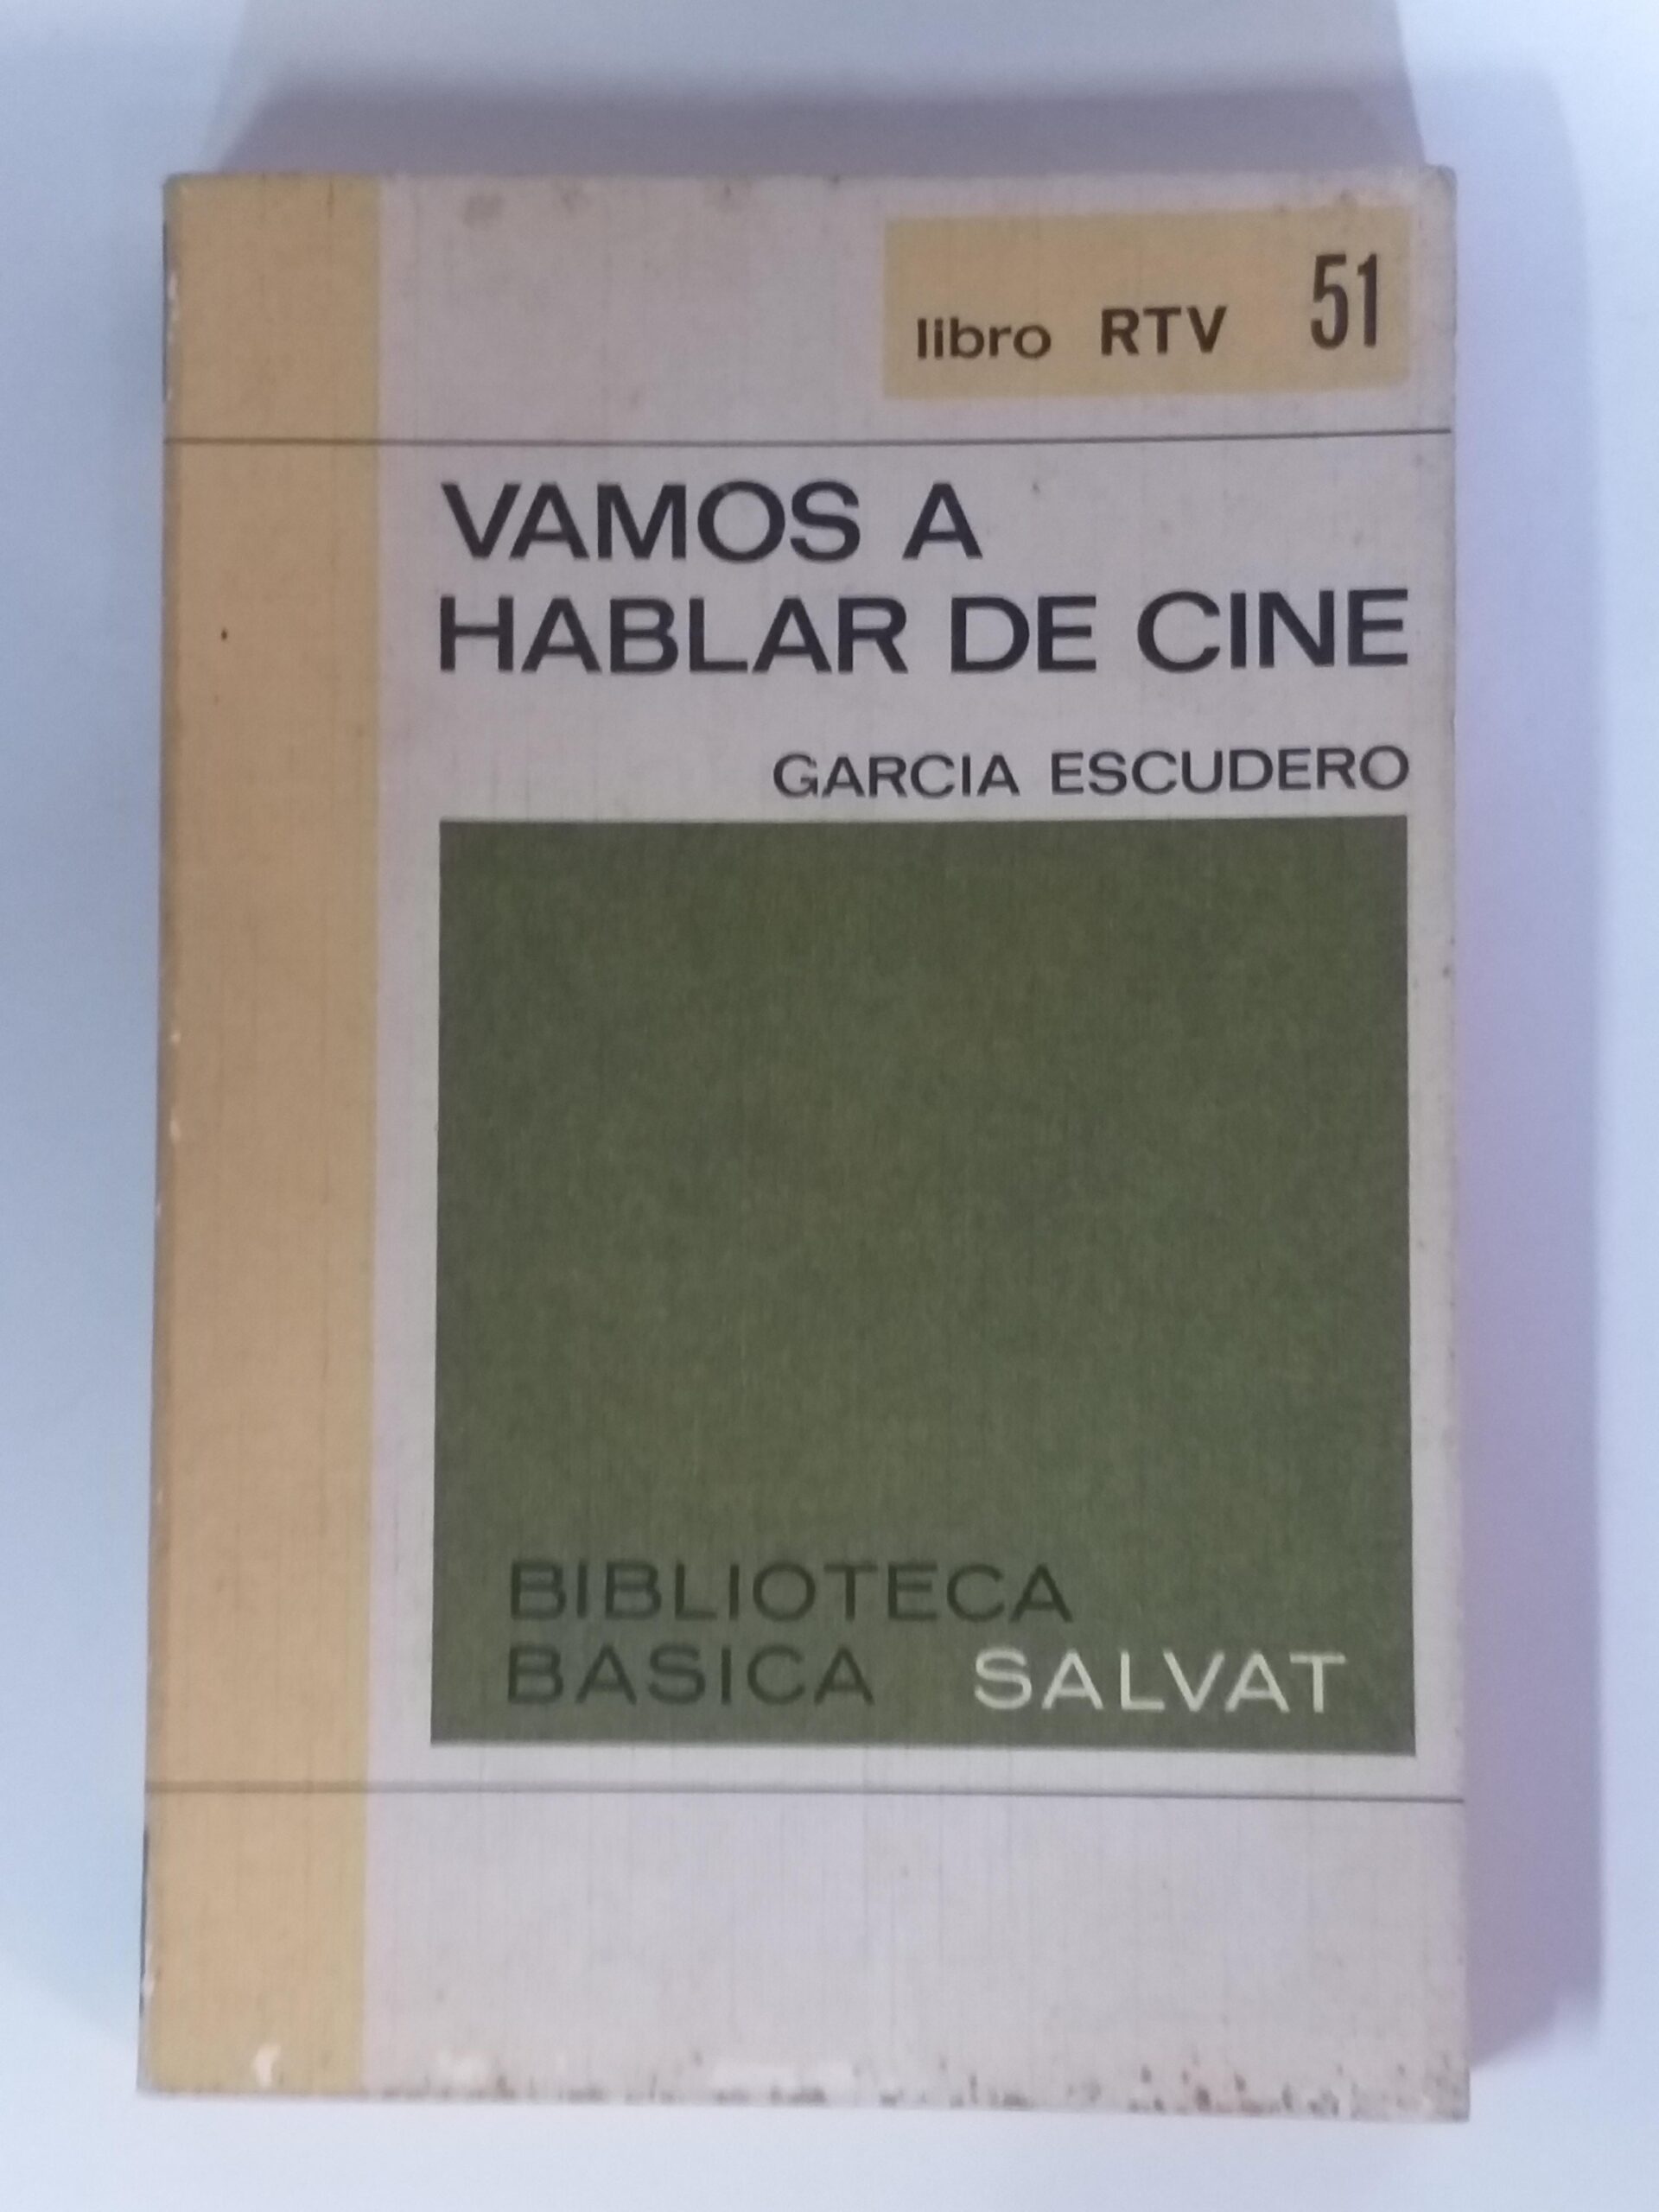 libro RTV 51
VAMOS A
HABLAR DE CINE
GARCIA ESCUDERO
BIBLIOTECA
BASICA SALVAT